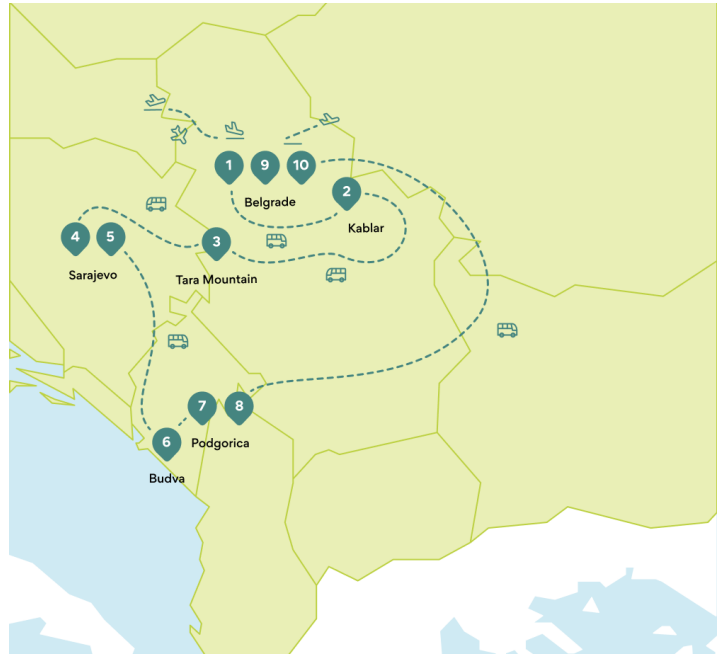 1 9 10
Belgrade
2
Kablar
3
Tara Mountain
4 5
Sarajevo
7 8
Podgorica
6
Budva